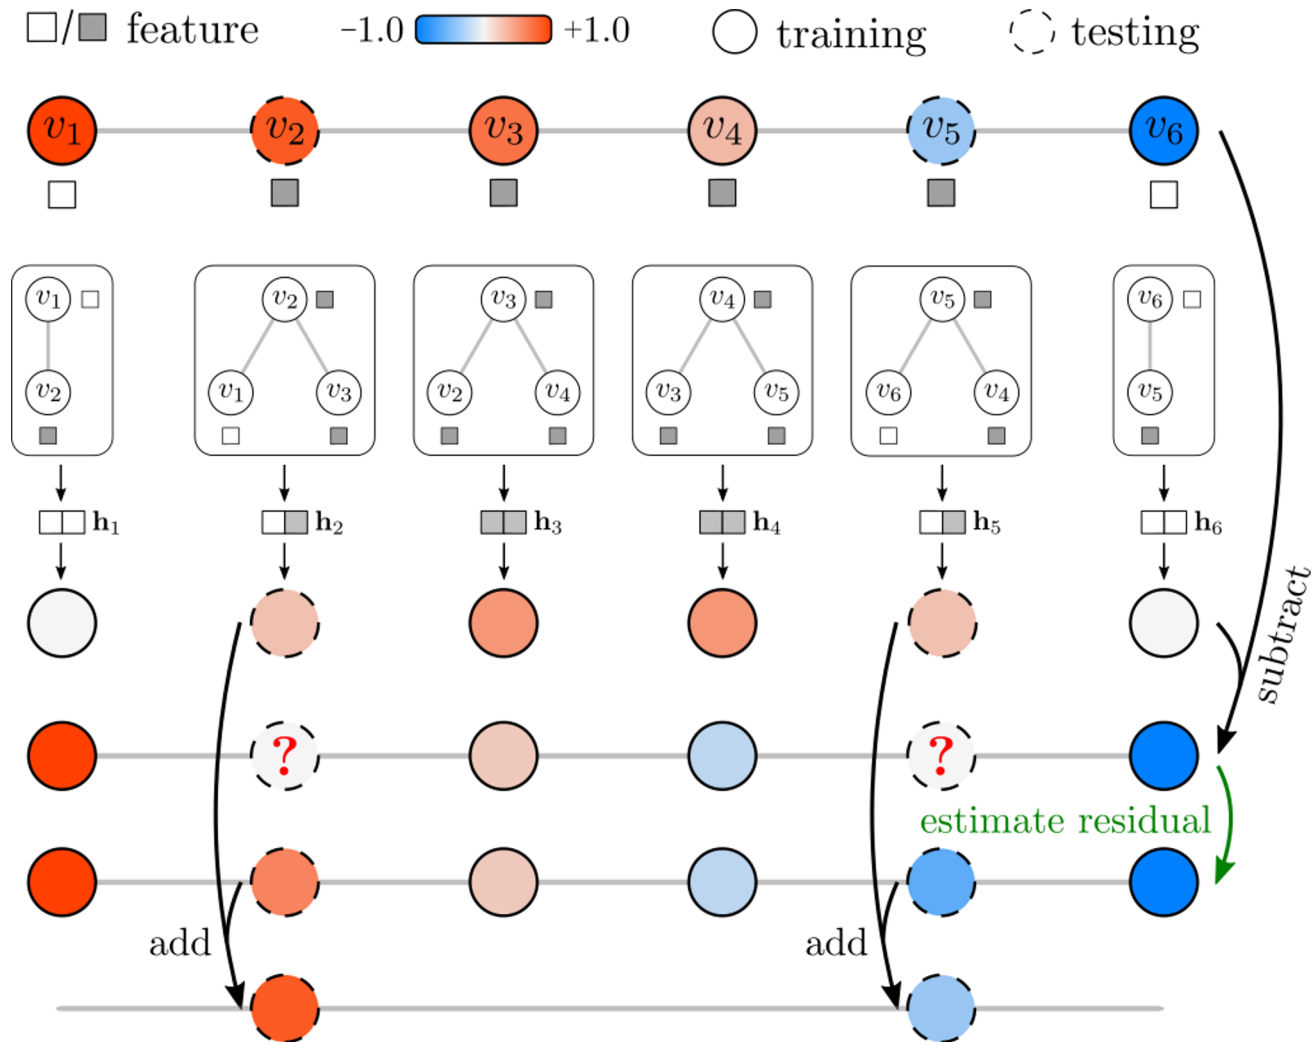 / feature −1.0 +1.0 training testing
v1 v2 v3 v4 v5 v6
v1 v2 v3 v4 v5 v6
v2 v1 v3 v2 v4 v3 v5 v6 v4 v5
h1 h2 h3 h4 h5 h6
subtract
? ?
estimate residual
add add